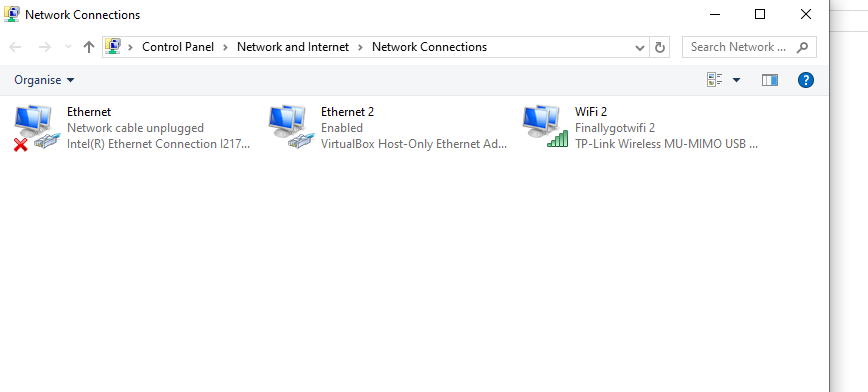 Network Connections
Control Panel > Network and Internet > Network Connections
Search Network ...
Organise
Ethernet
Network cable unplugged
Intel(R) Ethernet Connection I217...
Ethernet 2
Enabled
VirtualBox Host-Only Ethernet Ad...
WiFi 2
Finallygotwifi 2
TP-Link Wireless MU-MIMO USB ...